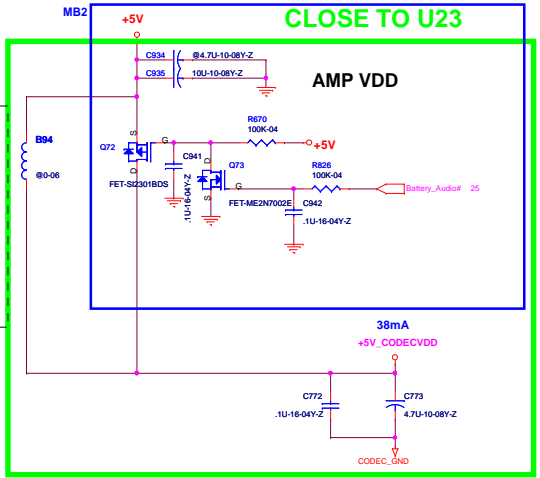 MB2
CLOSE TO U23
+5V
C934 @4.7U-10-08Y-Z
C935 10U-10-08Y-Z
AMP VDD
B94
@0-06
Q72
S
G
D
FET-SI2301BDS
C941
.1U-16-04Y-Z
R670
100K-04
+5V
Q73
D
G
S
FET-ME2N7002E
R826
100K-04
Battery_Audio# 25
C942
.1U-16-04Y-Z
38mA
+5V_CODECVDD
C772
.1U-16-04Y-Z
C773
4.7U-10-08Y-Z
CODEC_GND